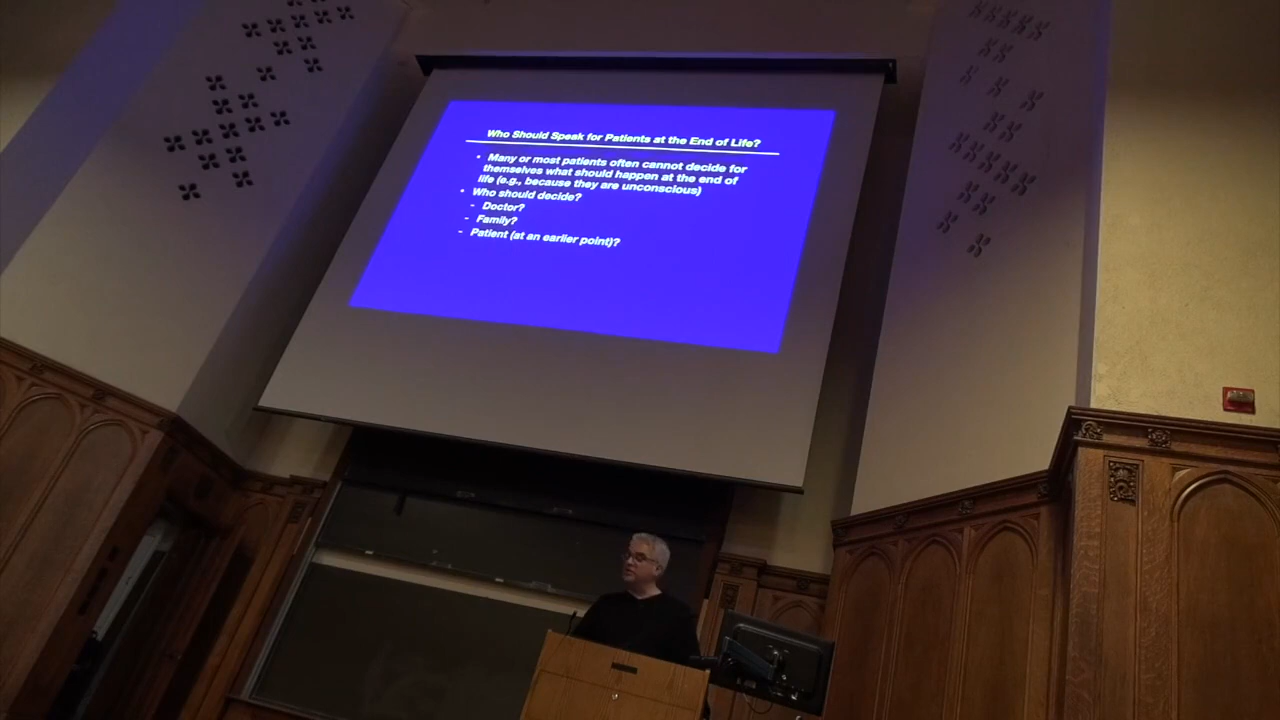 Who Should Speak for Patients at the End of Life?
• Many or most patients often cannot decide for
themselves what should happen at the end of
life (e.g., because they are unconscious)
• Who should decide?
- Doctor?
- Family?
- Patient (at an earlier point)?